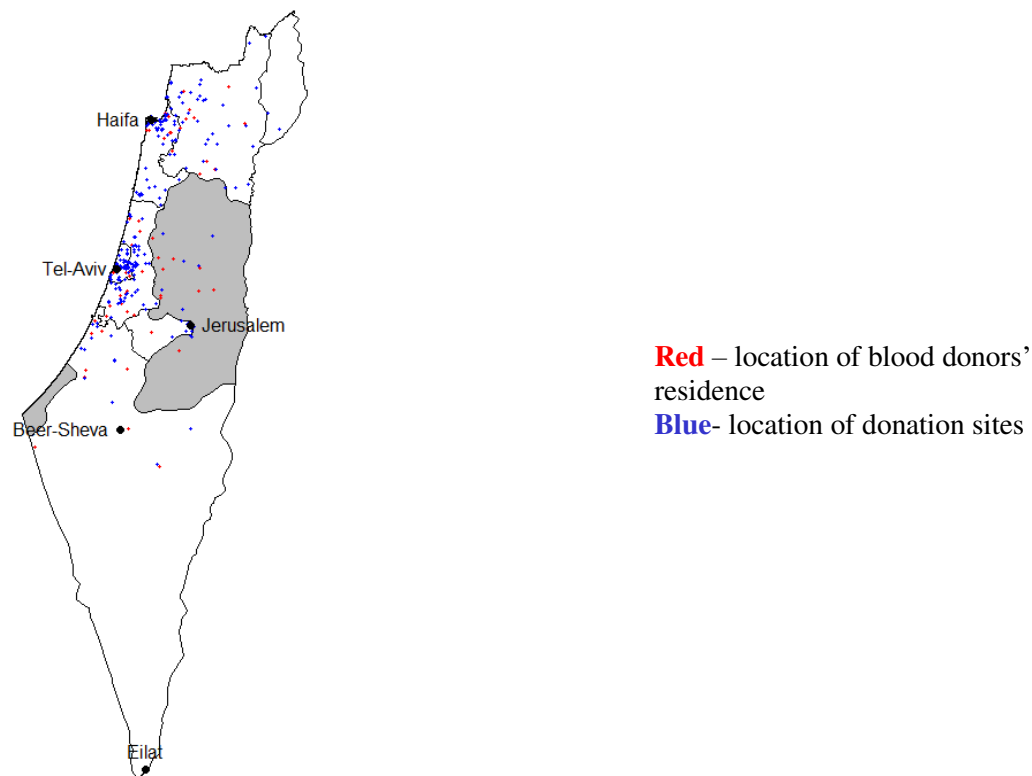 Haifa
Tel-Aviv
Jerusalem
Red – location of blood donors’
residence
Blue- location of donation sites
Beer-Sheva
Eilat